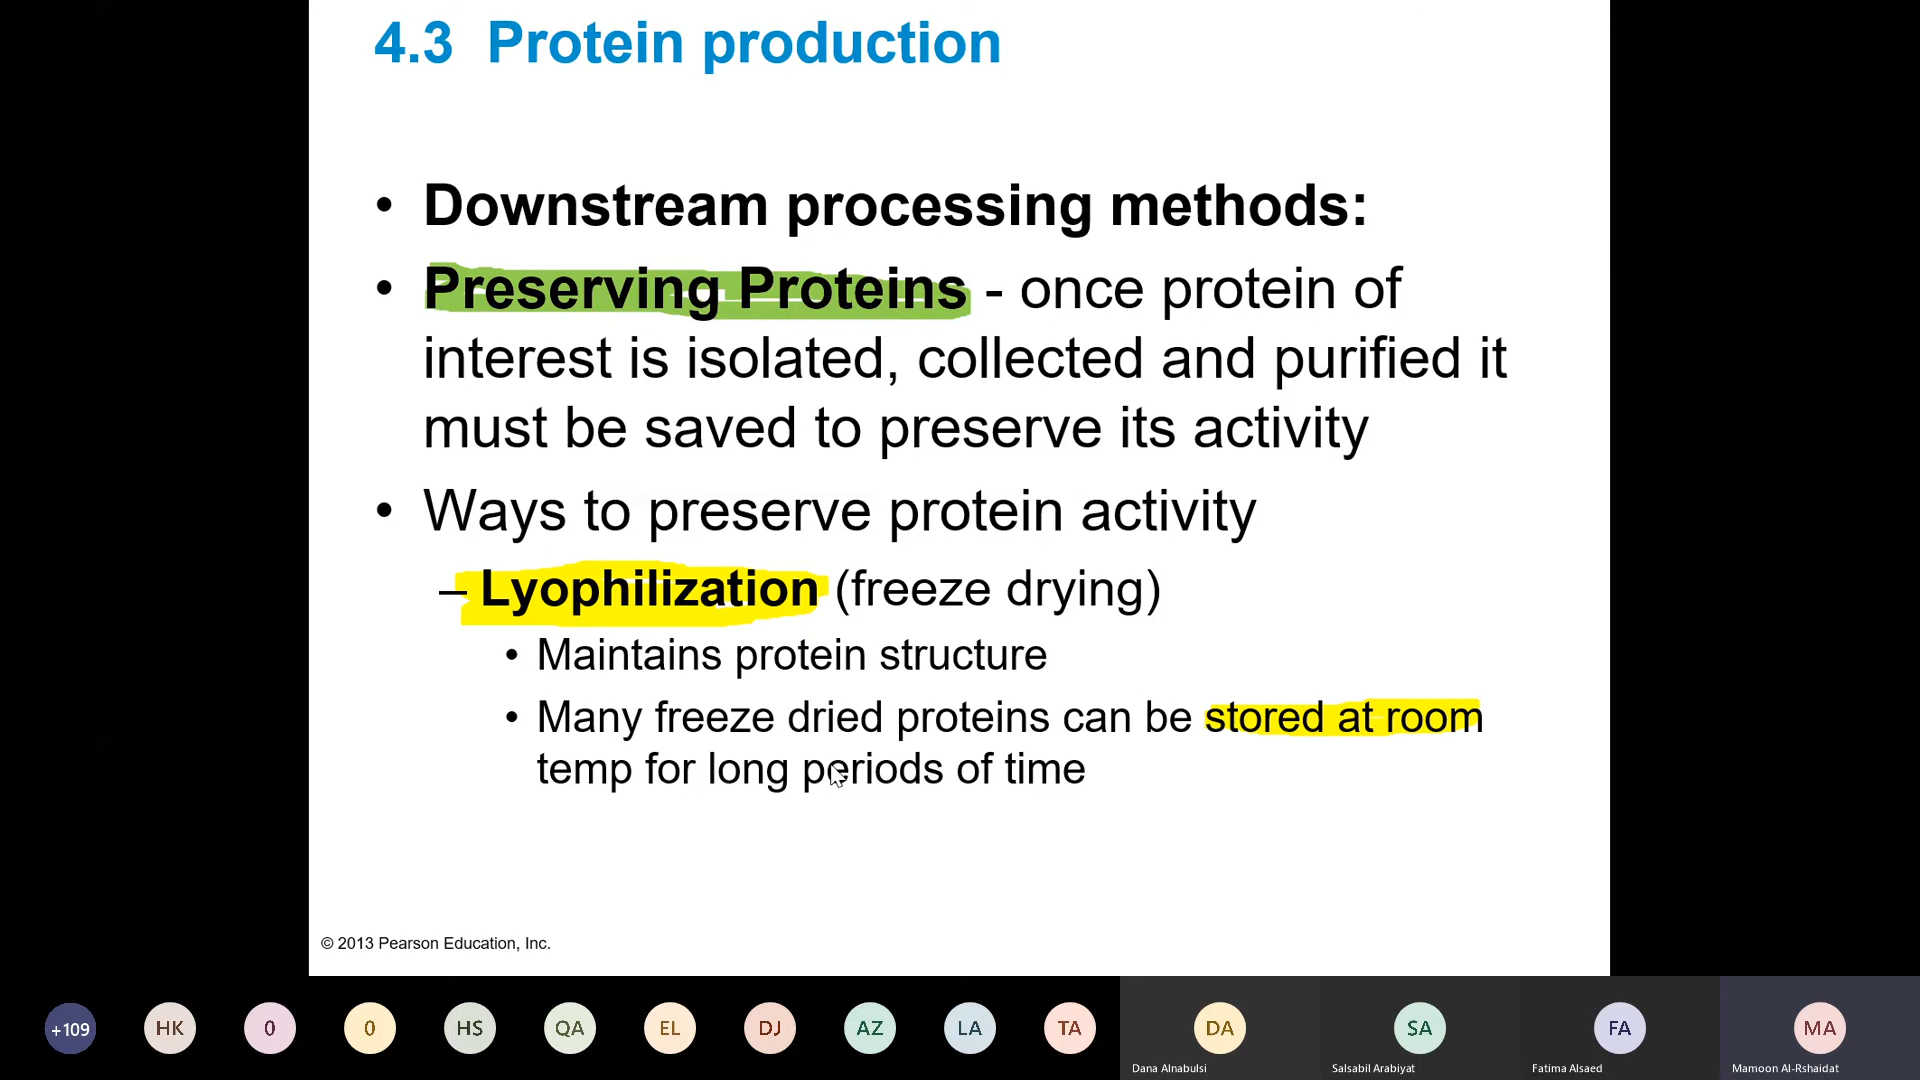 4.3 Protein production
• Downstream processing methods:
• Preserving Proteins - once protein of
interest is isolated, collected and purified it
must be saved to preserve its activity
• Ways to preserve protein activity
– Lyophilization (freeze drying)
• Maintains protein structure
• Many freeze dried proteins can be stored at room
temp for long periods of time
© 2013 Pearson Education, Inc.
+109 HK 0 0 HS QA EL DJ AZ LA TA DA SA FA MA
Dana Alnabulsi Salsabil Arabiyat Fatima Alsaed Mamoon Al-Rshaidat